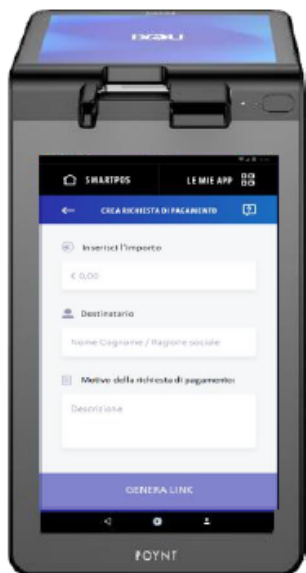 nexi
SMARTPOS
LE MIE APP
CREA RICHIESTA DI PAGAMENTO
Inserisci l'importo
€ 0,00
Destinatario
Nome Cognome / Ragione sociale
Motivo della richiesta di pagamento:
Descrizione
GENERA LINK
POYNT